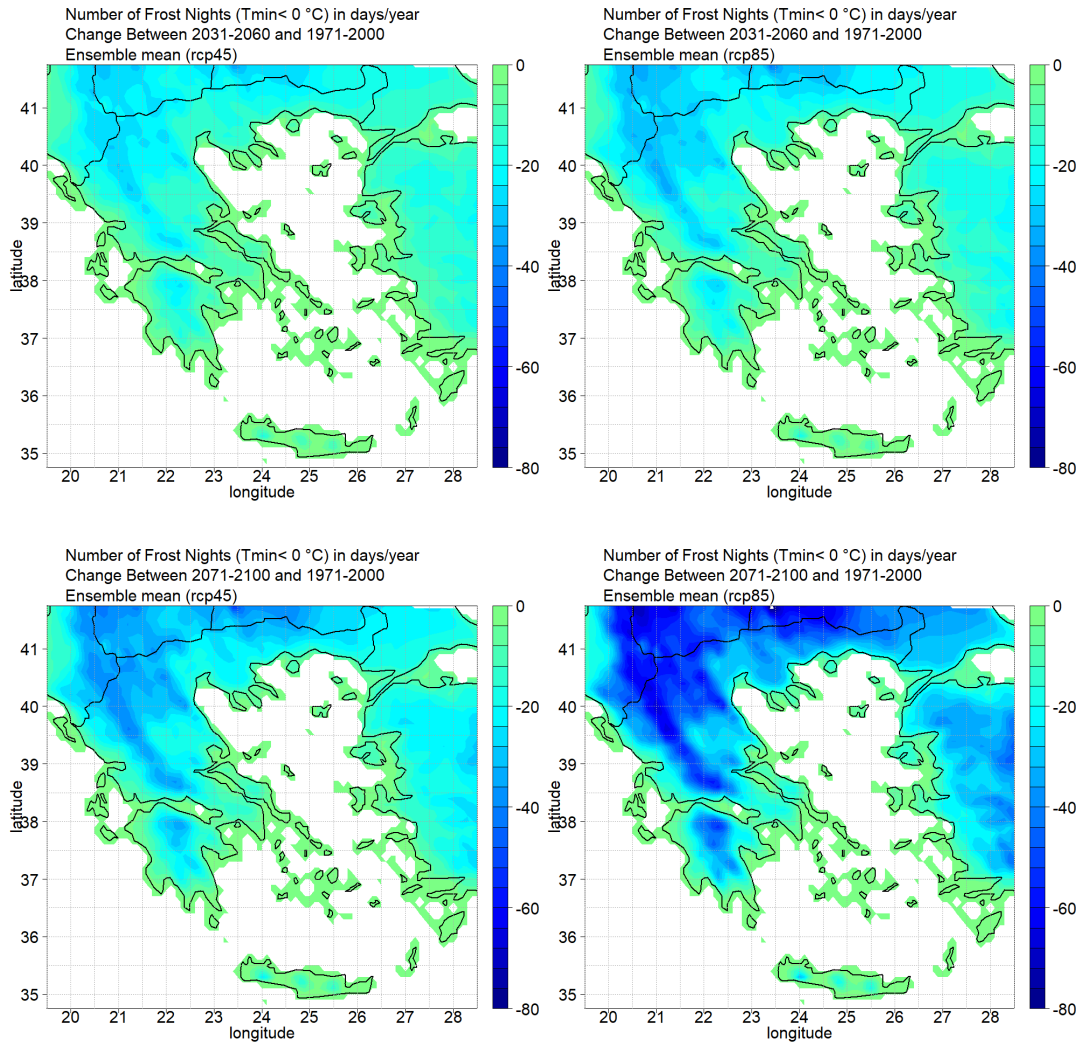 Number of Frost Nights (Tmin< 0 °C) in days/year
Change Between 2031-2060 and 1971-2000
Ensemble mean (rcp45)
0
-20
-40
-60
-80
41
40
39
38
37
36
35
latitude
20 21 22 23 24 25 26 27 28
longitude
Number of Frost Nights (Tmin< 0 °C) in days/year
Change Between 2031-2060 and 1971-2000
Ensemble mean (rcp85)
0
-20
-40
-60
-80
41
40
39
38
37
36
35
latitude
20 21 22 23 24 25 26 27 28
longitude
Number of Frost Nights (Tmin< 0 °C) in days/year
Change Between 2071-2100 and 1971-2000
Ensemble mean (rcp45)
0
-20
-40
-60
-80
41
40
39
38
37
36
35
latitude
20 21 22 23 24 25 26 27 28
longitude
Number of Frost Nights (Tmin< 0 °C) in days/year
Change Between 2071-2100 and 1971-2000
Ensemble mean (rcp85)
0
-20
-40
-60
-80
41
40
39
38
37
36
35
latitude
20 21 22 23 24 25 26 27 28
longitude